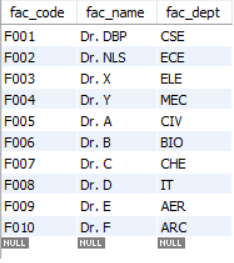 fac_code fac_name fac_dept
F001 Dr. DBP CSE
F002 Dr. NLS ECE
F003 Dr. X ELE
F004 Dr. Y MEC
F005 Dr. A CIV
F006 Dr. B BIO
F007 Dr. C CHE
F008 Dr. D IT
F009 Dr. E AER
F010 Dr. F ARC
NULL NULL NULL